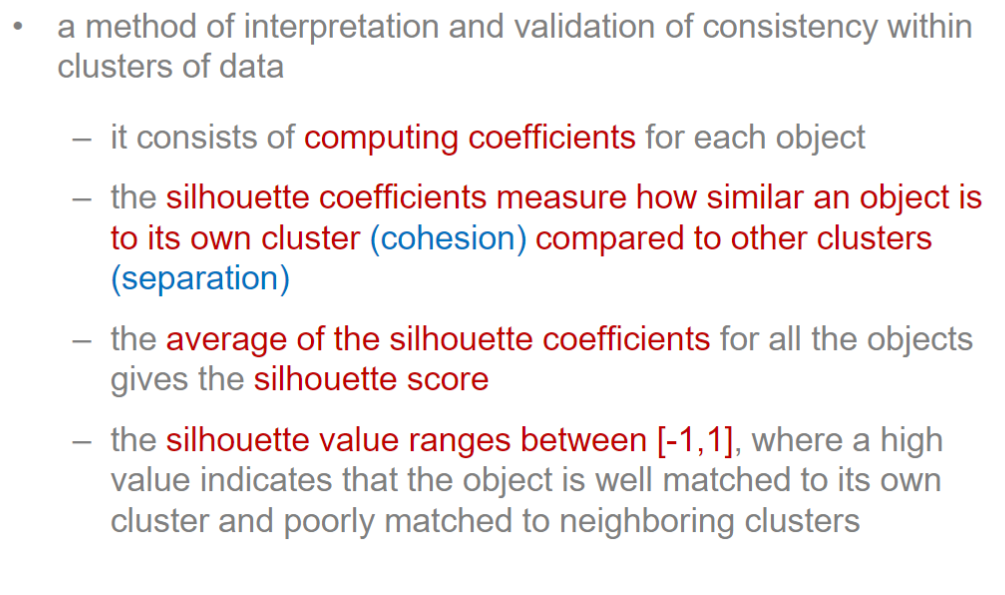 • a method of interpretation and validation of consistency within
clusters of data
– it consists of computing coefficients for each object
– the silhouette coefficients measure how similar an object is
to its own cluster (cohesion) compared to other clusters
(separation)
– the average of the silhouette coefficients for all the objects
gives the silhouette score
– the silhouette value ranges between [-1,1], where a high
value indicates that the object is well matched to its own
cluster and poorly matched to neighboring clusters